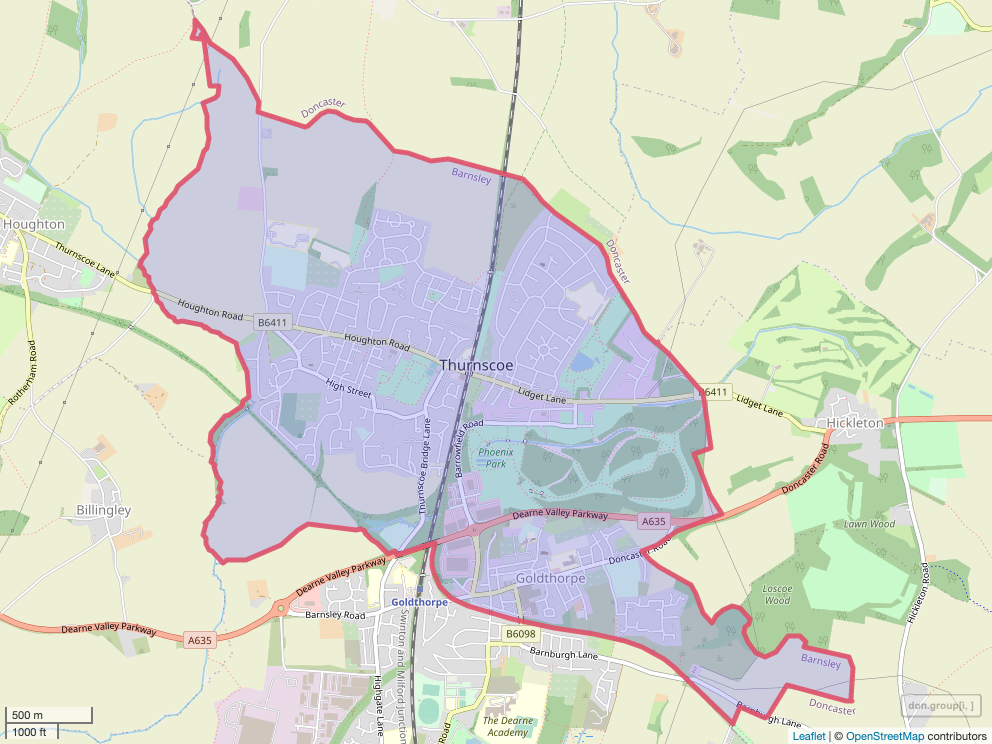 Doncaster
Barnsley
Doncaster
Houghton
Thurnscoe Lane
Houghton Road
B6411
Houghton Road
Rotherham Road
Thurnscoe
High Street
Lidget Lane
B6411
Lidget Lane
Hickleton
Thurnscoe Bridge Lane
Barrowfield Road
Phoenix
Park
Doncaster Road
Billingley
Dearne Valley Parkway
A635
Lawn Wood
Doncaster Road
Dearne Valley Parkway
Goldthorpe
Loscoe
Wood
Hickleton Road
Goldthorpe
Barnsley Road
Dearne Valley Parkway
A635
B6098
Barnburgh Lane
Swinton and Milford Junction
Barnsley
Doncaster
Highgate Lane
Road
The Dearne
Academy
Barnburgh Lane
don.group[i, ]
500 m
1000 ft
Leaflet | © OpenStreetMap contributors